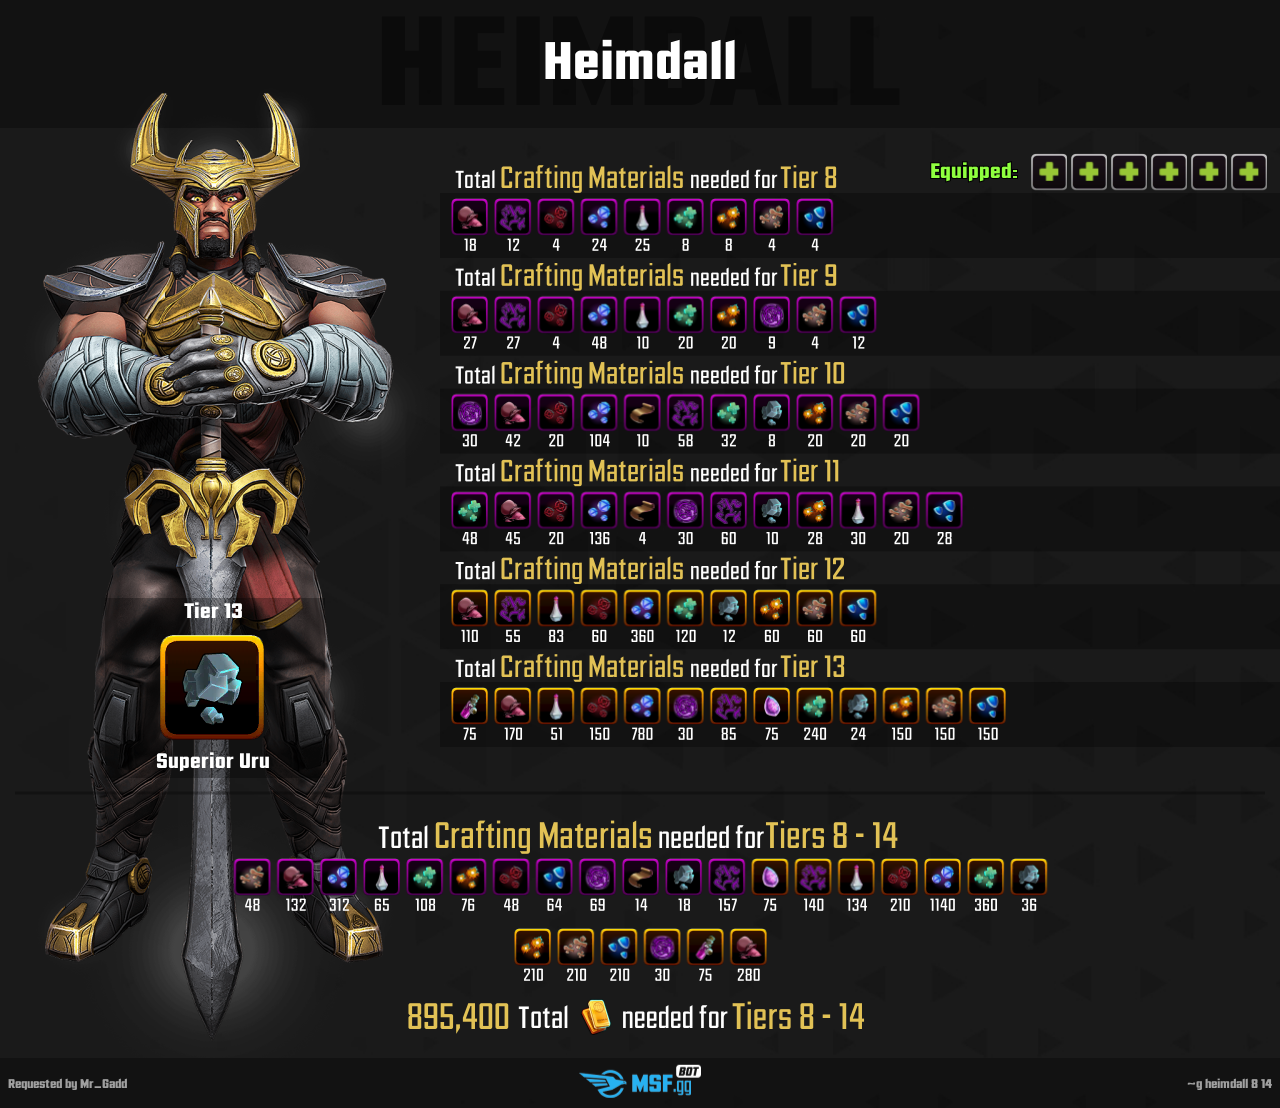 HEIMDALL
Heimdall
Equipped:
Total Crafting Materials needed for Tier 8
18 12 4 24 25 8 8 4 4
Total Crafting Materials needed for Tier 9
27 27 4 48 10 20 20 9 4 12
Total Crafting Materials needed for Tier 10
30 42 20 104 10 58 32 8 20 20 20
Total Crafting Materials needed for Tier 11
48 45 20 136 4 30 60 10 28 30 20 28
Total Crafting Materials needed for Tier 12
110 55 83 60 360 120 12 60 60 60
Tier 13
Superior Uru
Total Crafting Materials needed for Tier 13
75 170 51 150 780 30 85 75 240 24 150 150 150
Total Crafting Materials needed for Tiers 8 - 14
48 132 312 65 108 76 48 64 69 14 18 157 75 140 134 210 1140 360 36
210 210 210 30 75 280
895,400 Total needed for Tiers 8 - 14
Requested by Mr_Gadd
MSF.gg BOT
~g heimdall 8 14